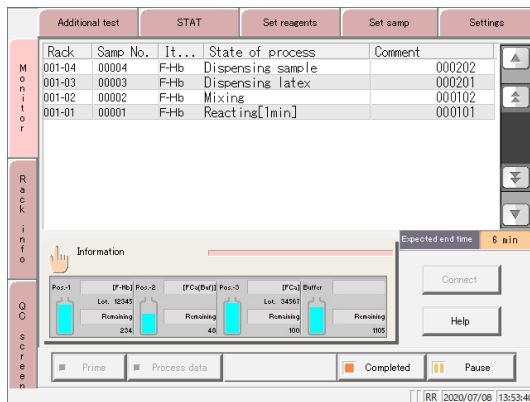 Additional test STAT Set reagents Set samp Settings
Monitor
Rack info
QC screen
Rack Samp No. It... State of process Comment
001-04 00004 F-Hb Dispensing sample 000202
001-03 00003 F-Hb Dispensing latex 000201
001-02 00002 F-Hb Mixing 000102
001-01 00001 F-Hb Reacting[1min] 000101
Expected end time 6 min
Information
Pos.-1 [F-Hb] Pos.-2 [FCa(Buf)] Pos.-3 [FCa] Buffer
Lot. 12345 Lot. 34567
Remaining Remaining Remaining Remaining
234 48 100 1105
Connect
Help
Prime Process data Completed Pause
RR 2020/07/08 13:53:4